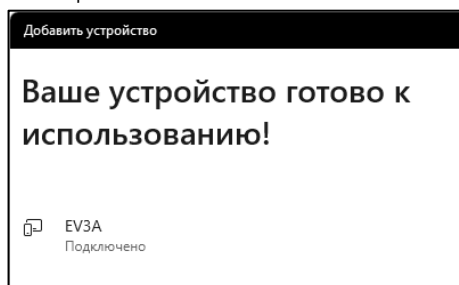 Добавить устройство
Ваше устройство готово к
использованию!
EV3A
Подключено